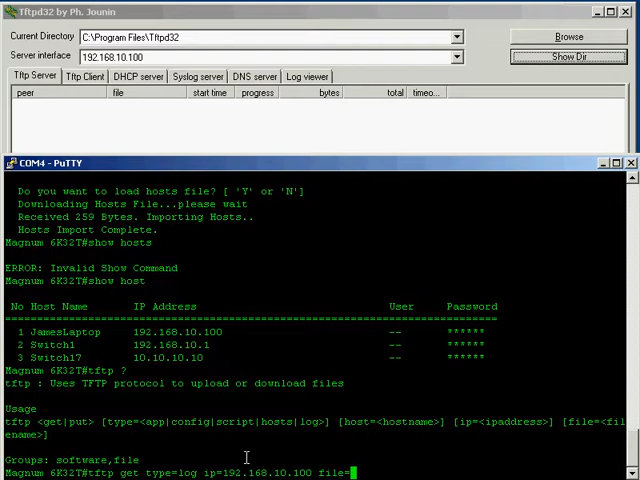 Tftpd32 by Ph. Jounin
Current Directory C:\Program Files\Tftpd32 Browse
Server interface 192.168.10.100 Show Dir
Tftp Server Tftp Client DHCP server Syslog server DNS server Log viewer
peer file start time progress bytes total timeo...
COM4 - PuTTY
Do you want to load hosts file? [ 'Y' or 'N']
Downloading Hosts File...please wait
Received 259 Bytes. Importing Hosts..
Hosts Import Complete.
Magnum 6K32T#show hosts
ERROR: Invalid Show Command
Magnum 6K32T#show host
No Host Name IP Address User Password
================================================================
1 JamesLaptop 192.168.10.100 -- ******
2 Switch1 192.168.10.1 -- ******
3 Switch17 10.10.10.10 -- ******
Magnum 6K32T#tftp ?
tftp : Uses TFTP protocol to upload or download files
Usage
tftp <get|put> [type=<app|config|script|hosts|log>] [host=<hostname>] [ip=<ipaddress>] [file=<fil
ename>]
Groups: software,file
Magnum 6K32T#tftp get type=log ip=192.168.10.100 file=